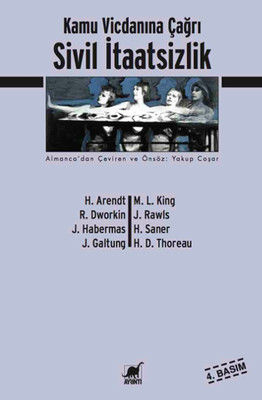 Kamu Vicdanına Çağrı
Sivil İtaatsizlik
Almanca'dan Çeviren ve Önsöz: Yakup Coşar
H. Arendt
R. Dworkin
J. Habermas
J. Galtung
M. L. King
J. Rawls
H. Saner
H. D. Thoreau
AYRINTI
4. BASIM